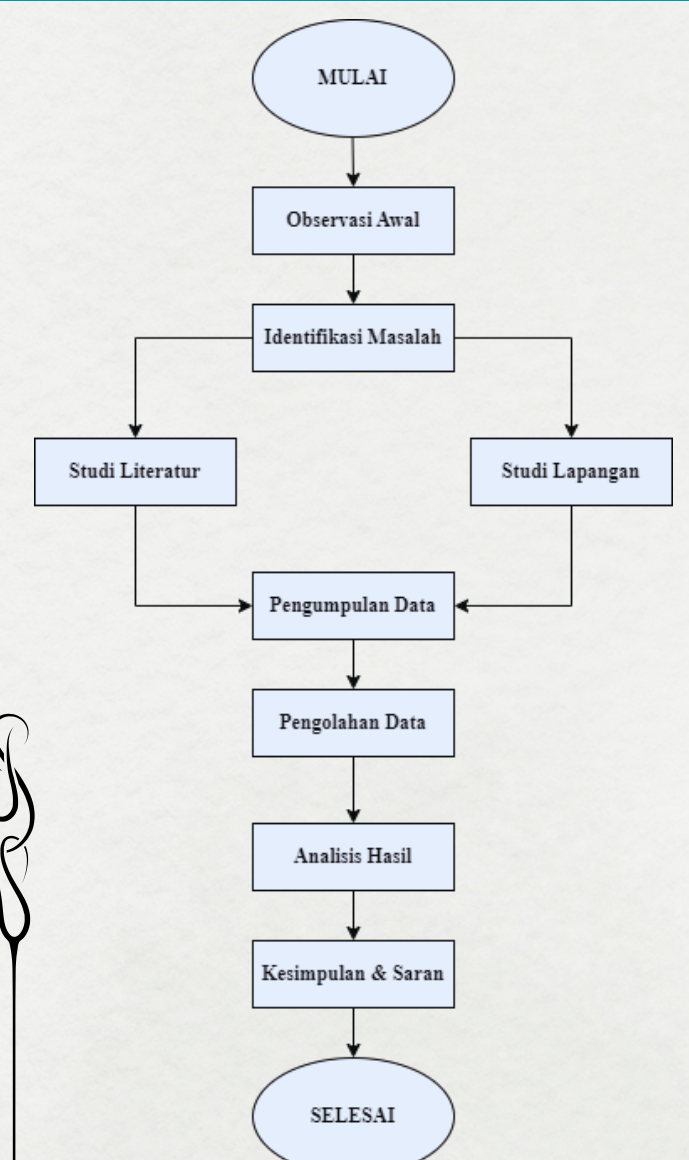 MULAI
Observasi Awal
Identifikasi Masalah
Studi Literatur
Studi Lapangan
Pengumpulan Data
Pengolahan Data
Analisis Hasil
Kesimpulan & Saran
SELESAI